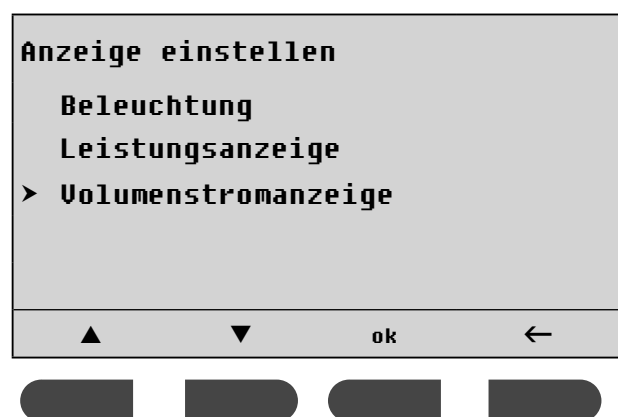 Anzeige einstellen
Beleuchtung
Leistungsanzeige
➤ Volumenstromanzeige
▲ ▼ ok ←